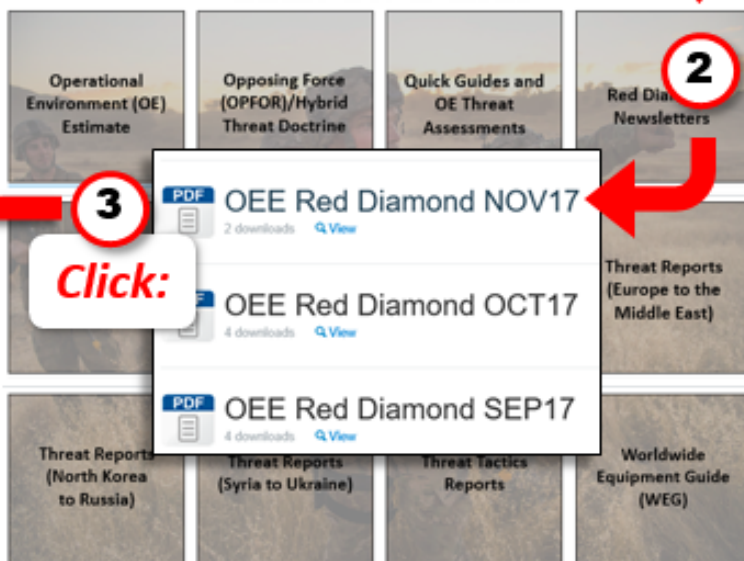 Operational
Environment (OE)
Estimate
Opposing Force
(OPFOR)/Hybrid
Threat Doctrine
Quick Guides and
OE Threat
Assessments
2
Red
Newsletters
3
Click:
PDF
OEE Red Diamond NOV17
2 downloads View
OEE Red Diamond OCT17
4 downloads View
PDF
OEE Red Diamond SEP17
4 downloads View
Threat Reports
(Europe to the
Middle East)
Threat Reports
(North Korea
to Russia)
Threat Reports
(Syria to Ukraine)
Threat Tactics
Reports
Worldwide
Equipment Guide
(WEG)